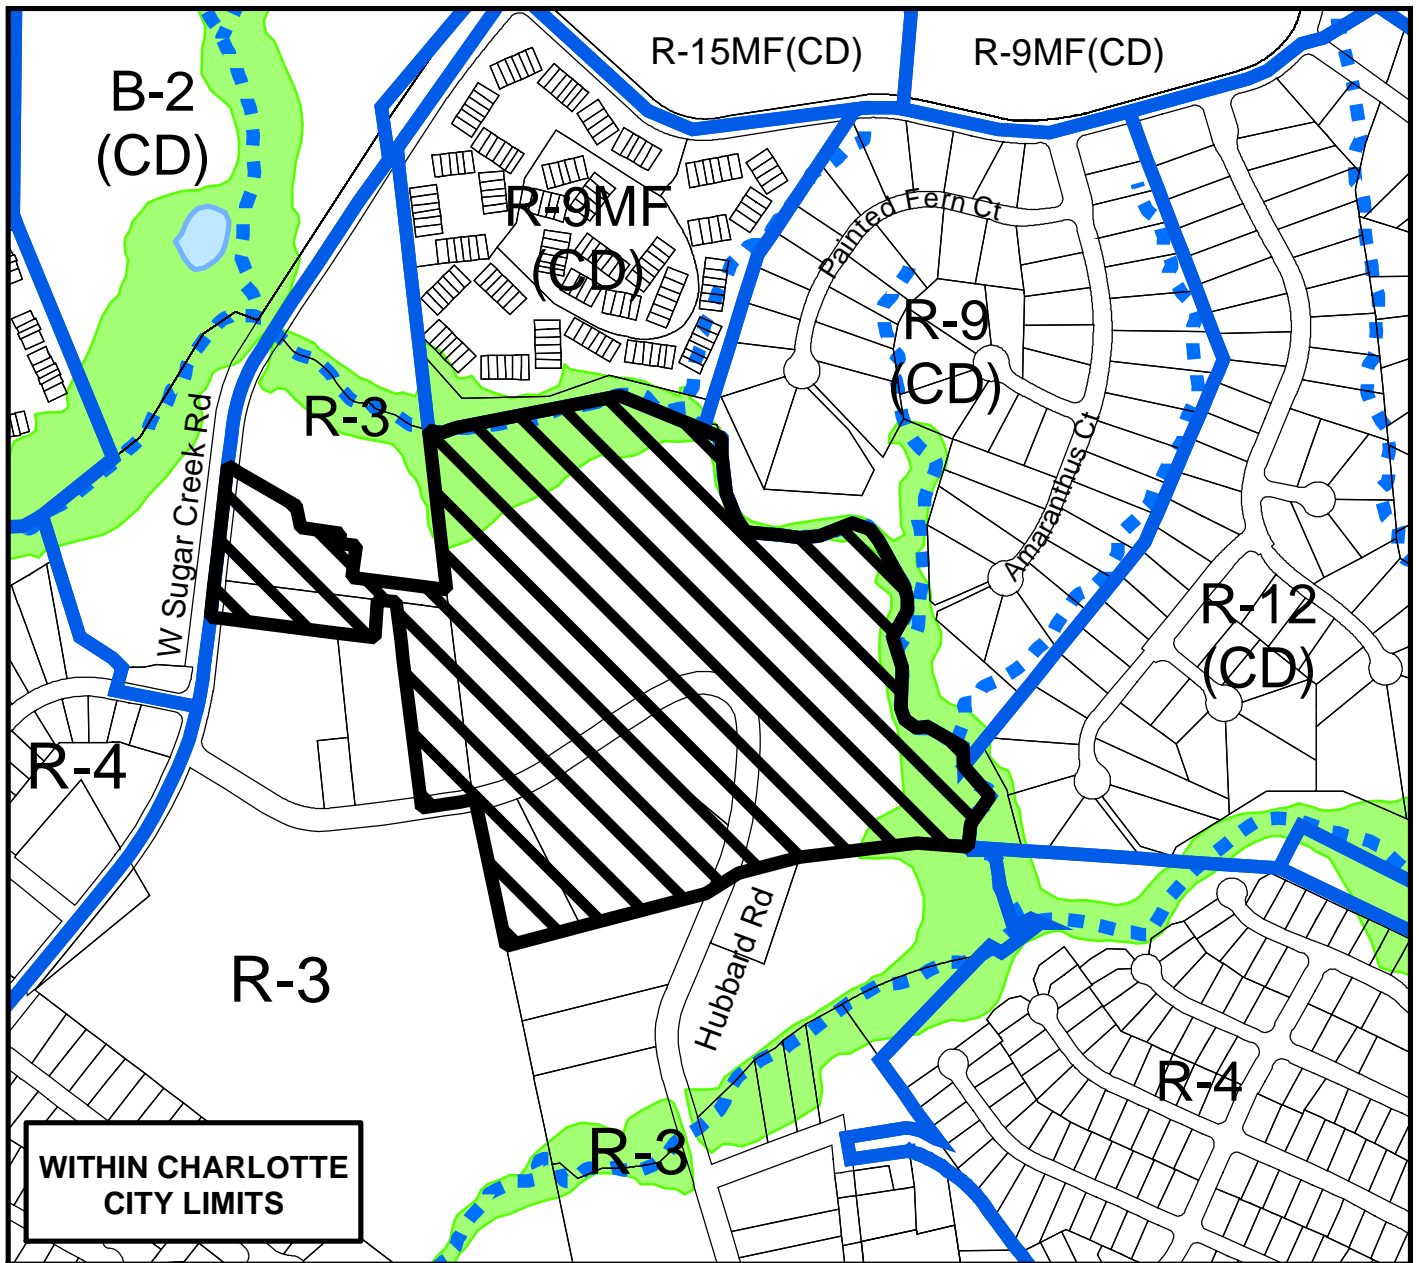 R-15MF(CD)
R-9MF(CD)
B-2
(CD)
R-9MF
(CD)
Painted Fern Ct
R-9
(CD)
R-3
W Sugar Creek Rd
Amaranthus Ct
R-12
(CD)
R-4
R-3
Hubbard Rd
R-4
R-3
WITHIN CHARLOTTE
CITY LIMITS